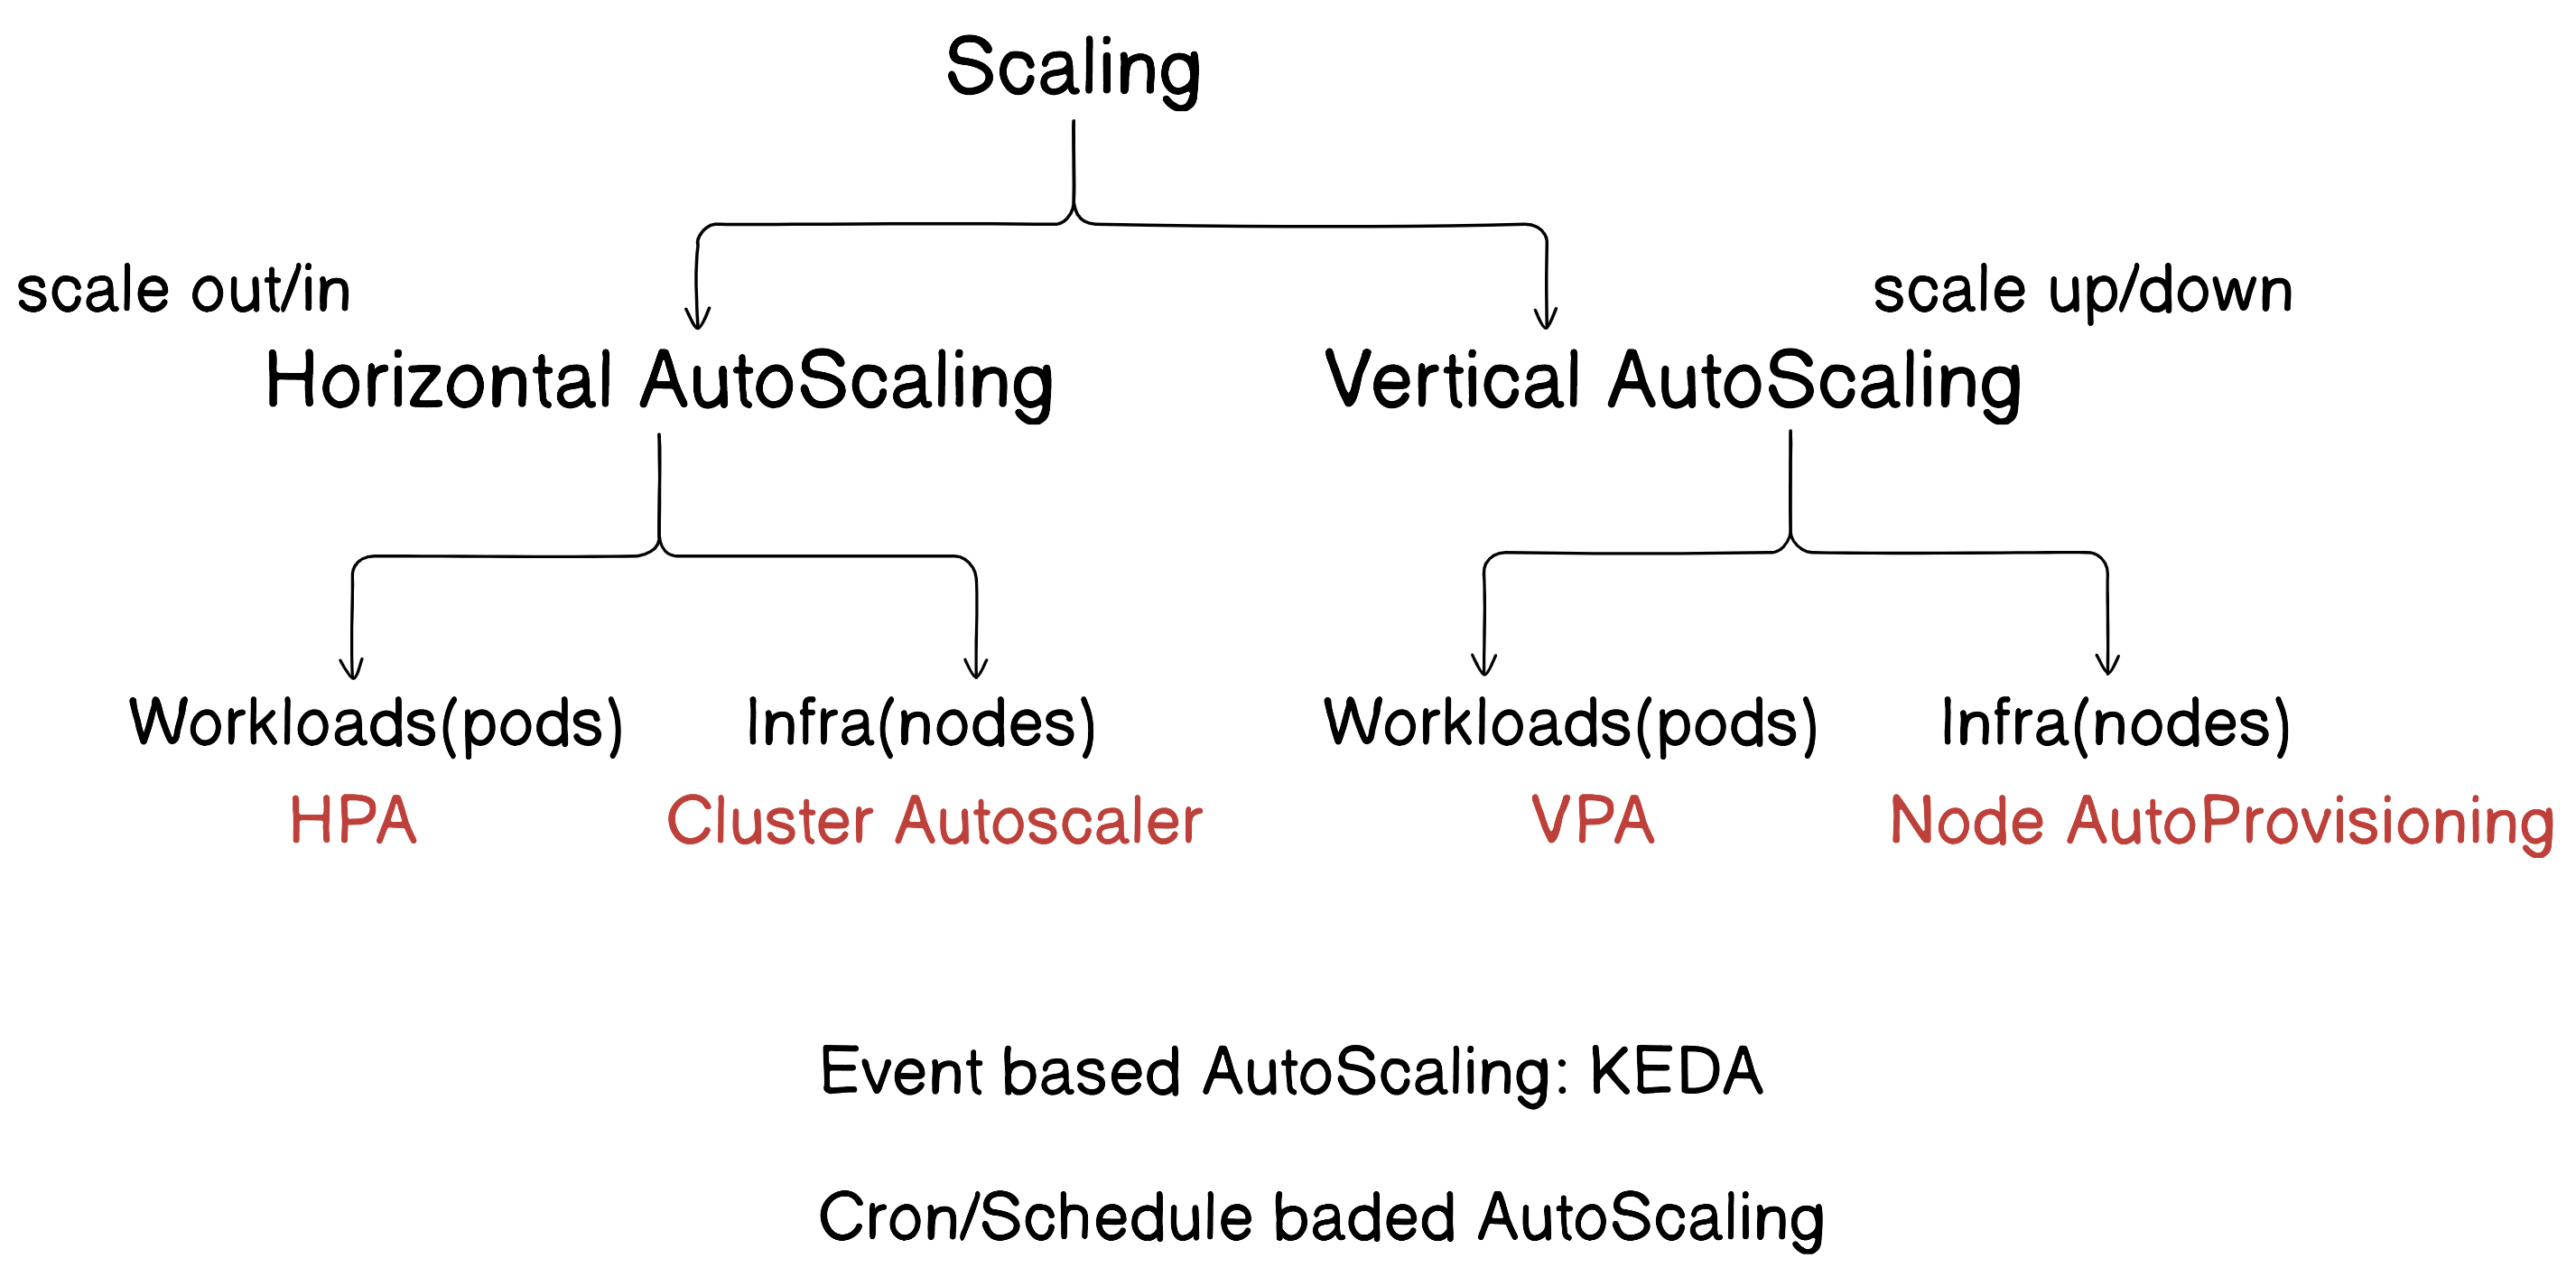 Scaling
scale out/in
scale up/down
Horizontal AutoScaling
Vertical AutoScaling
Workloads(pods)
Infra(nodes)
Workloads(pods)
Infra(nodes)
HPA
Cluster Autoscaler
VPA
Node AutoProvisioning
Event based AutoScaling: KEDA
Cron/Schedule baded AutoScaling